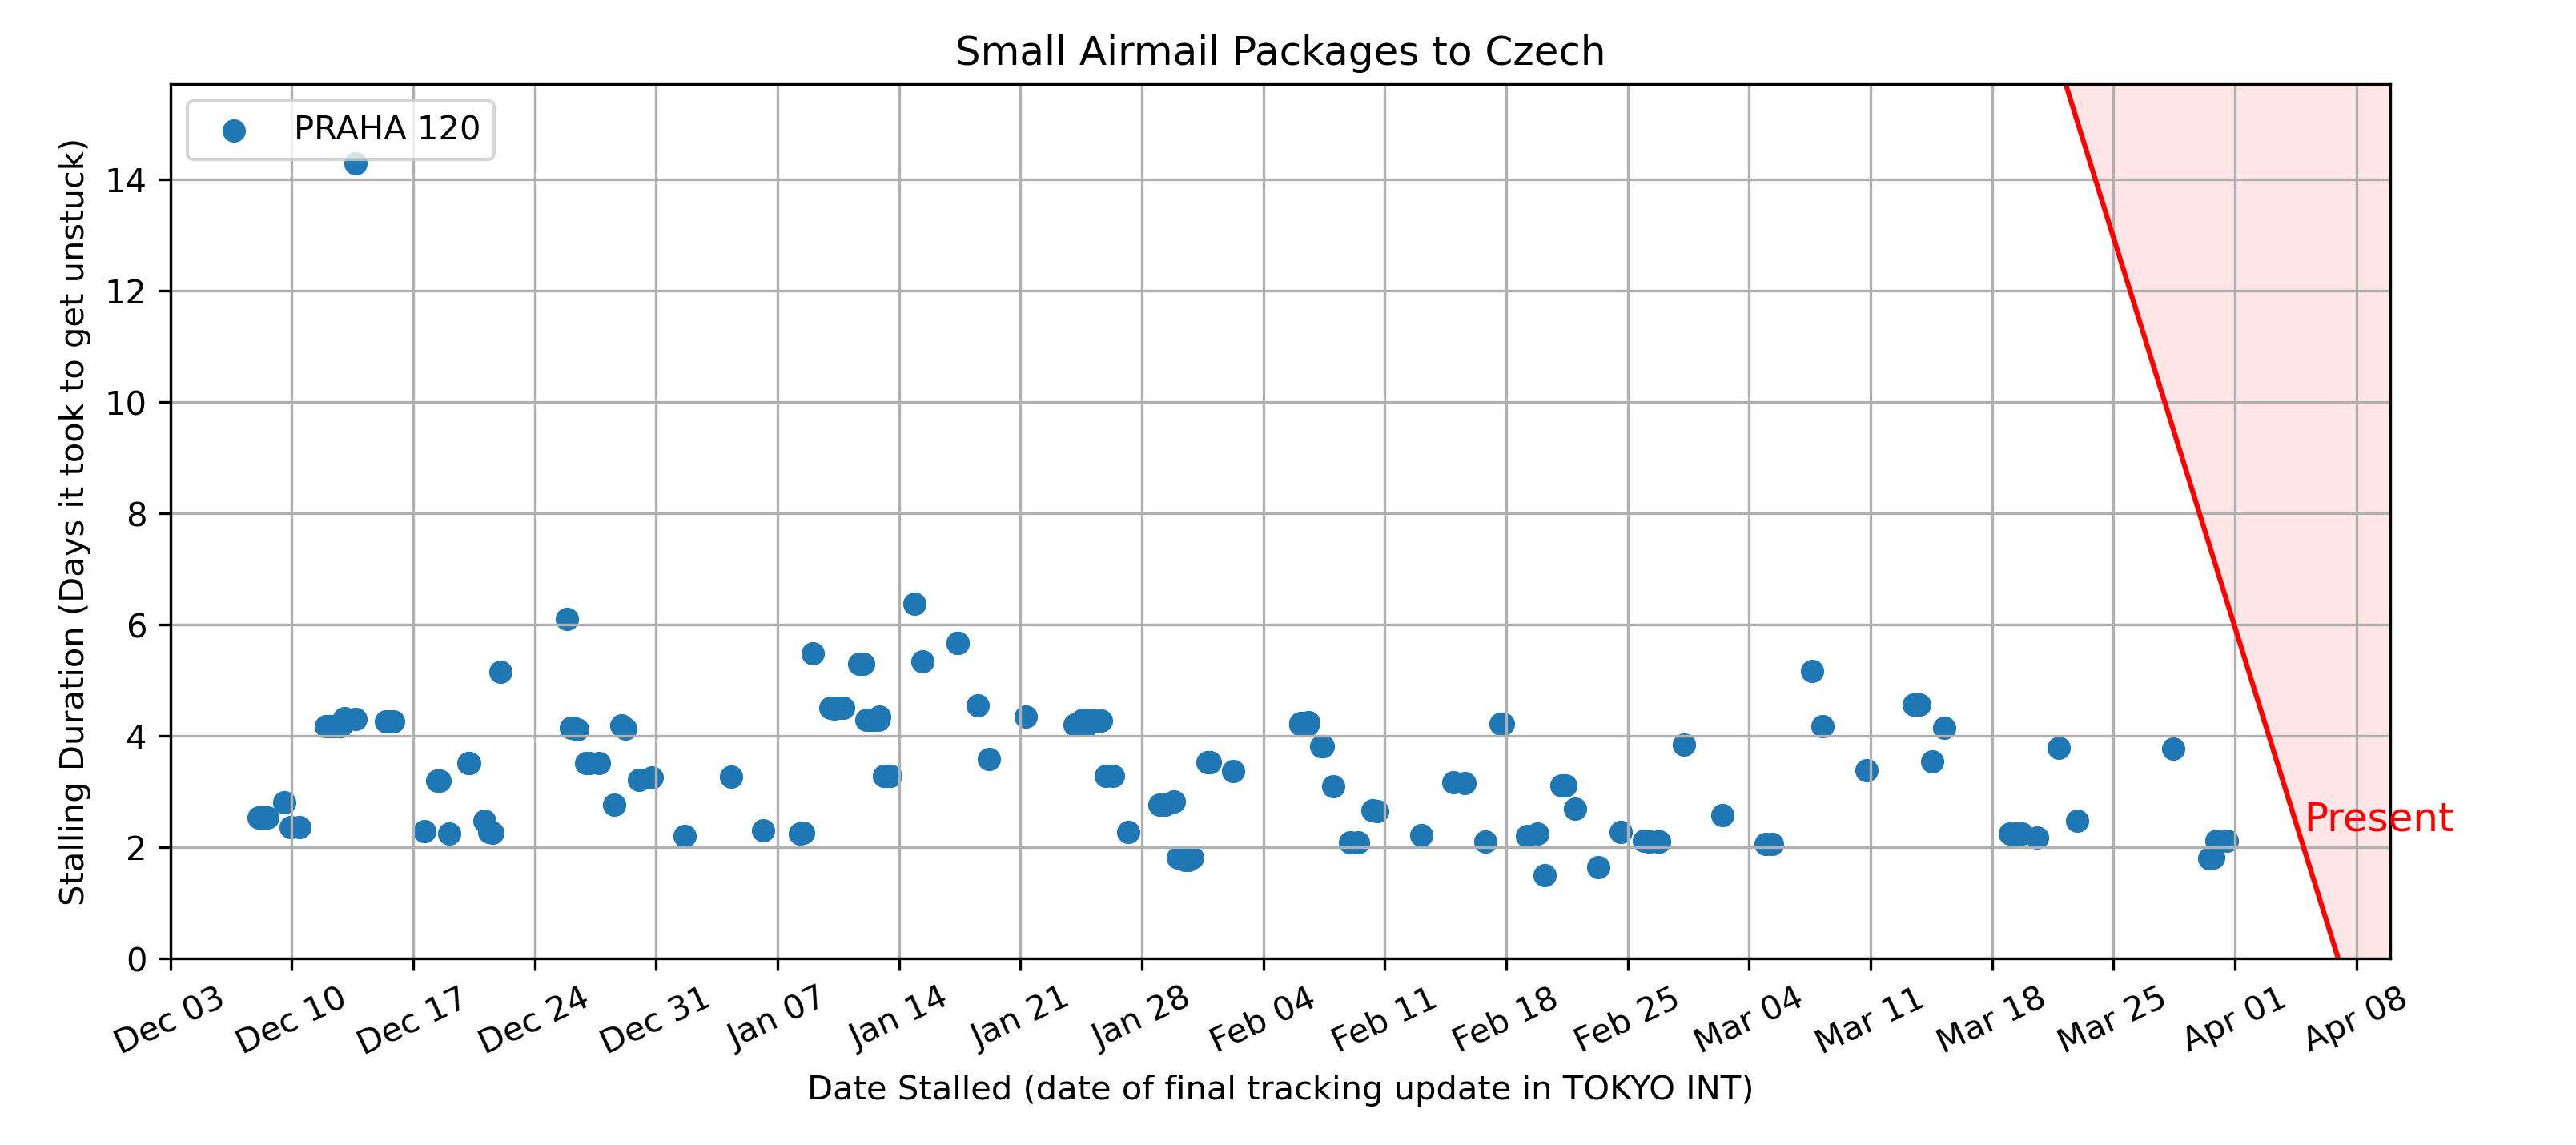 Small Airmail Packages to Czech
PRAHA 120
Stalling Duration (Days it took to get unstuck)
14
12
10
8
6
4
2
0
Present
Dec 03
Dec 10
Dec 17
Dec 24
Dec 31
Jan 07
Jan 14
Jan 21
Jan 28
Feb 04
Feb 11
Feb 18
Feb 25
Mar 04
Mar 11
Mar 18
Mar 25
Apr 01
Apr 08
Date Stalled (date of final tracking update in TOKYO INT)